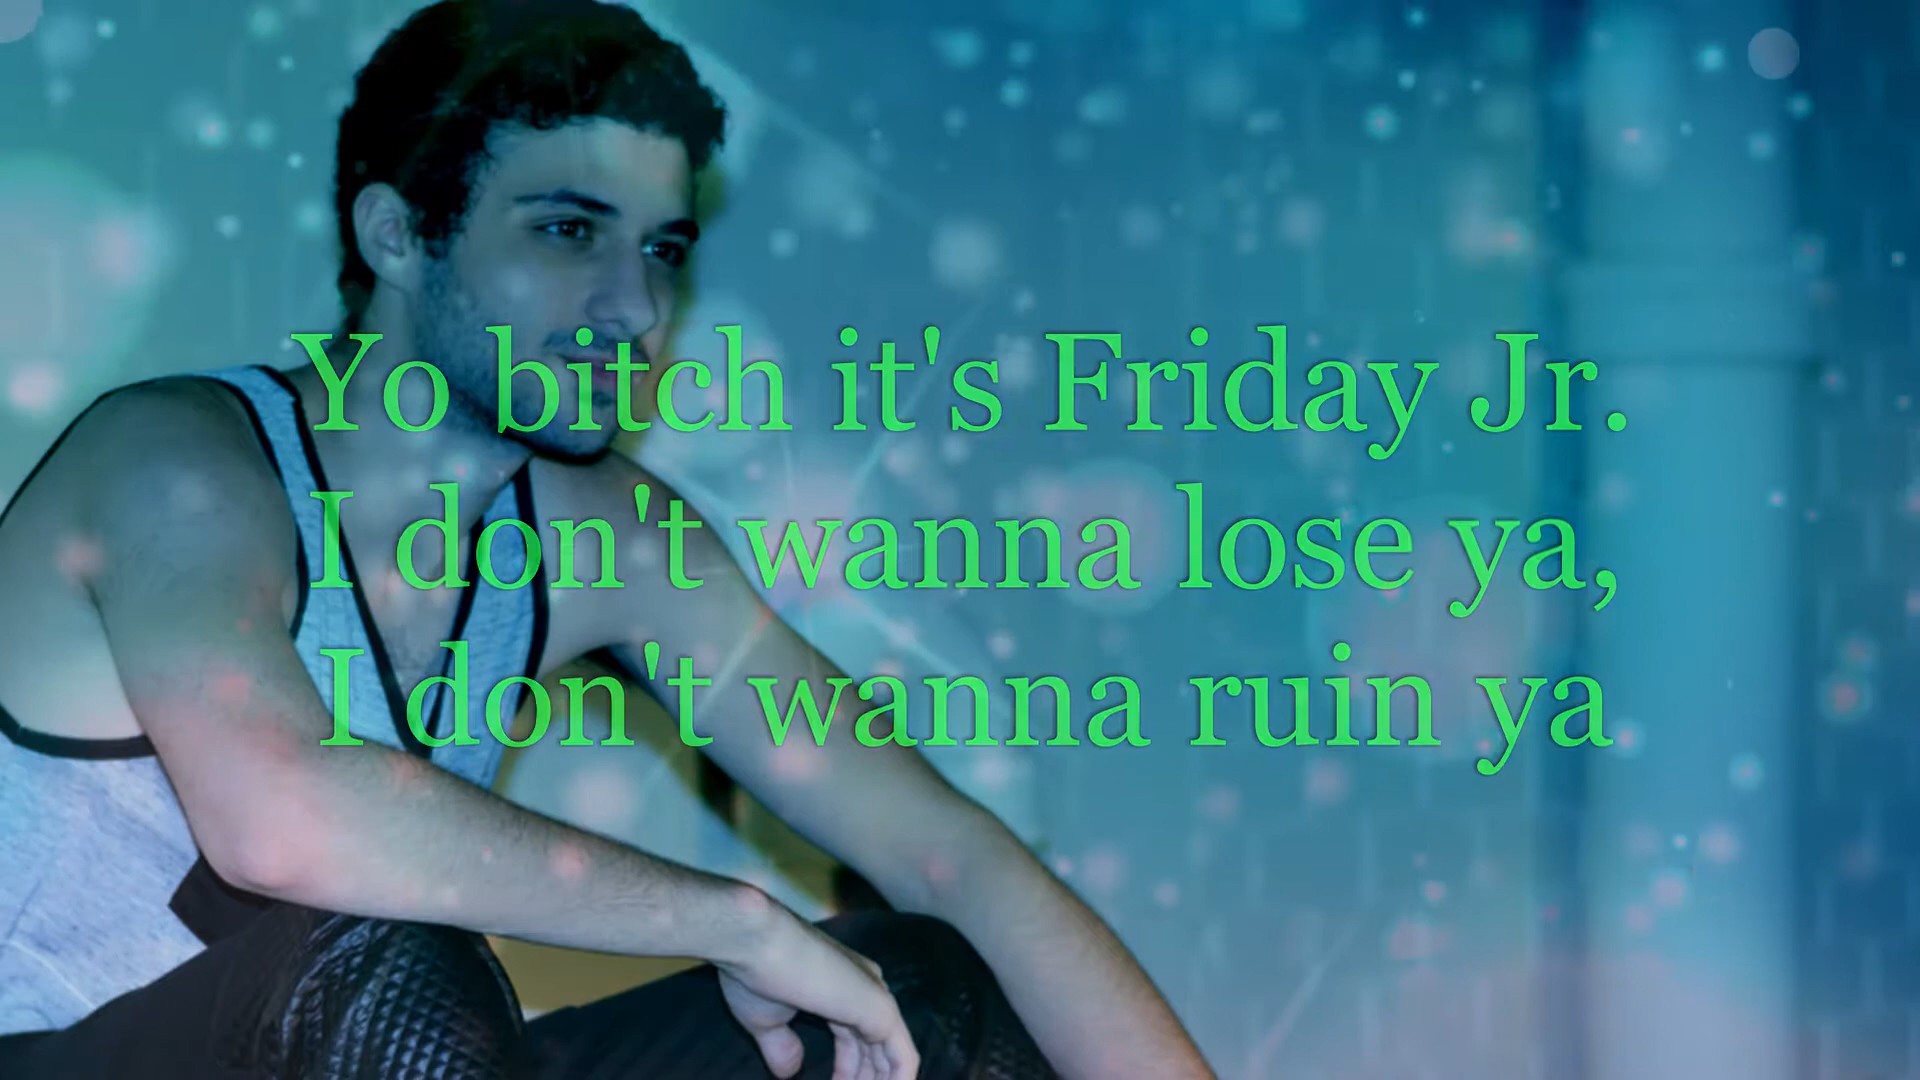 Yo bitch it's Friday Jr.
I don't wanna lose ya,
I don't wanna ruin ya